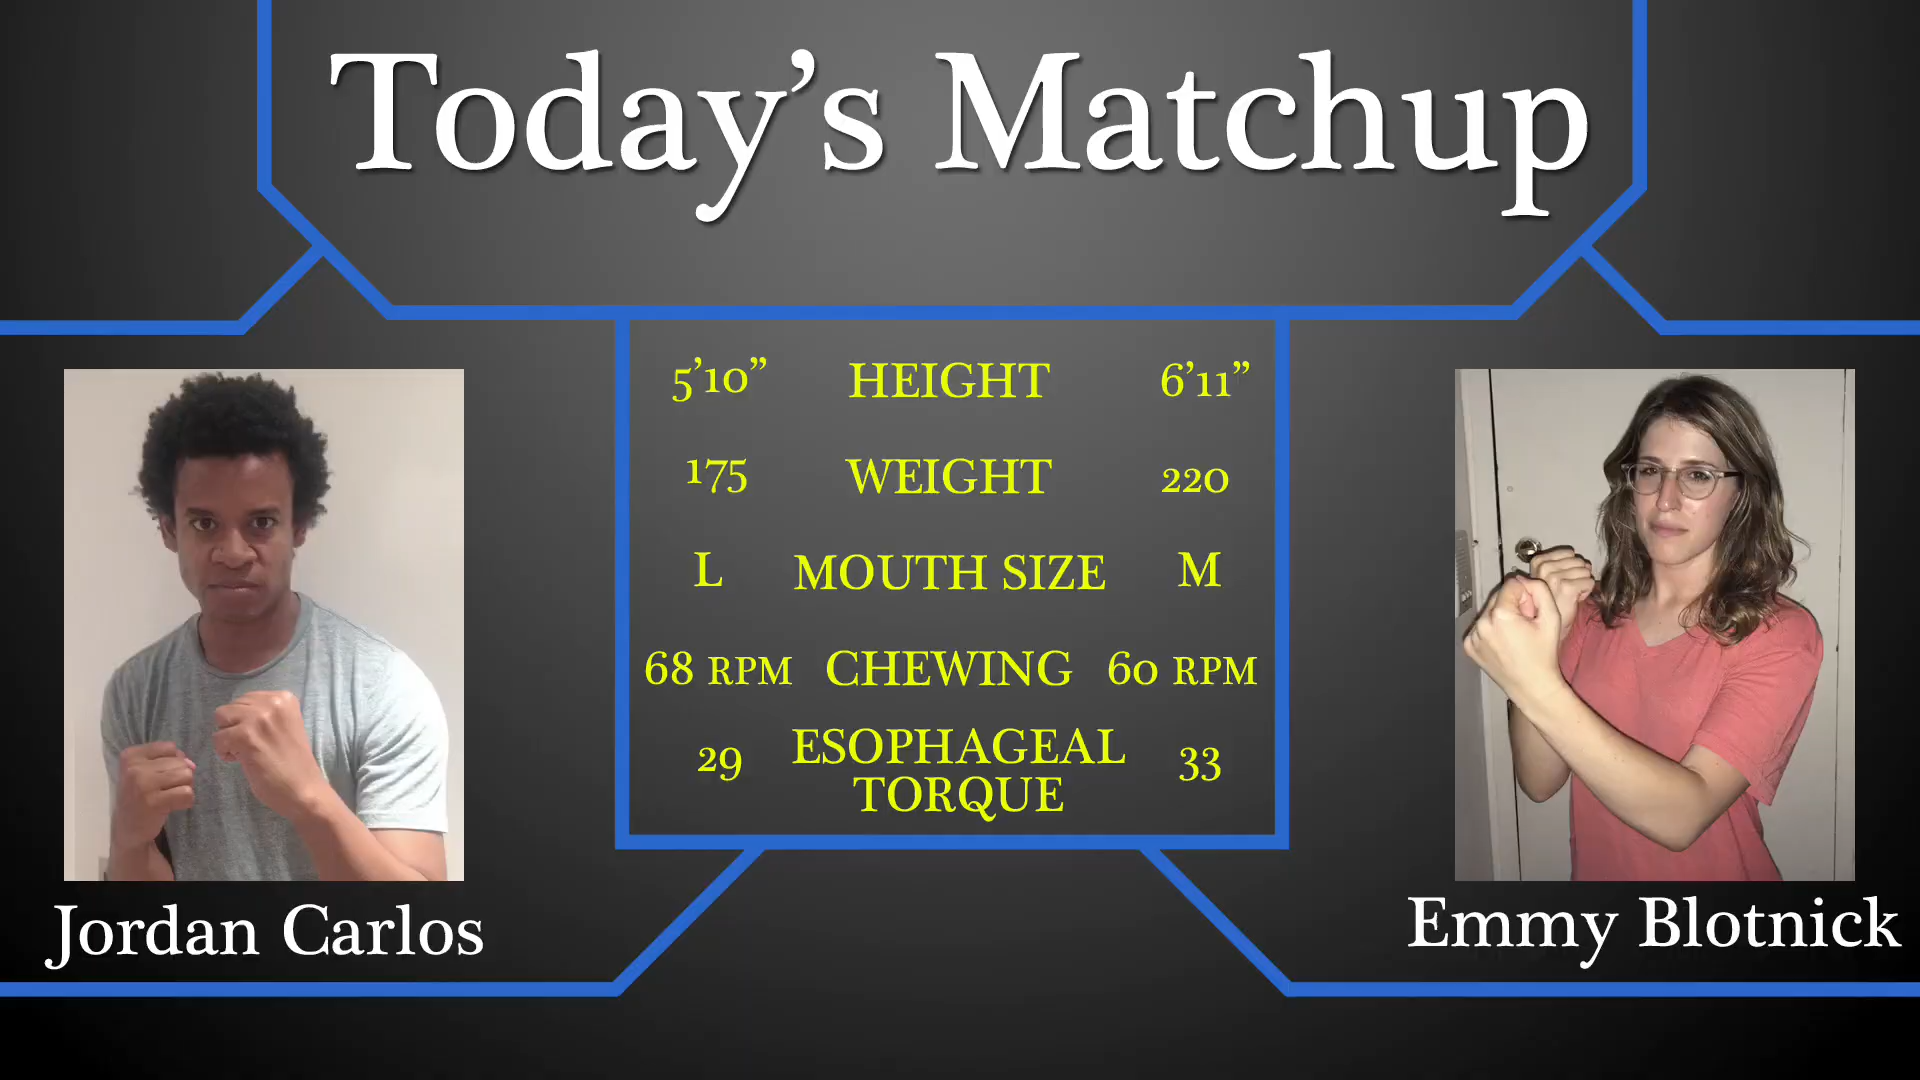 Today’s Matchup
5’10” HEIGHT 6’11”
175 WEIGHT 220
L MOUTH SIZE M
68 RPM CHEWING 60 RPM
29 ESOPHAGEAL TORQUE 33
Jordan Carlos
Emmy Blotnick